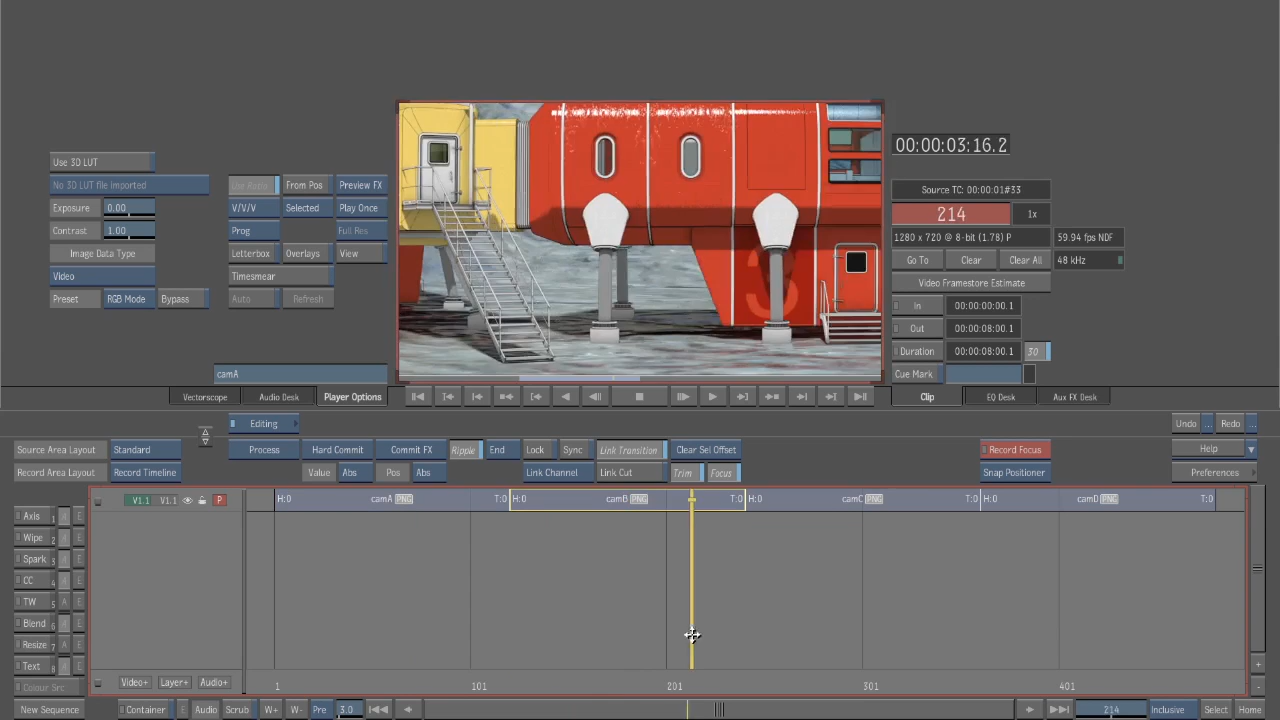 00:00:03:16.2
Use 3D LUT
No 3D LUT file imported
Use Auto From Pos Preview FX
Source TC: 00:00:01#33
Exposure 0.00
V/V/V Selected Play Once
214 1x
Contrast 1.00
Prog Full Res
1280 x 720 @ 8-bit (1.78) P 59.94 fps NDF
Image Data Type
Letterbox Overlays View
Go To Clear Clear All 48 kHz
Video
Timesmear
Video Framestore Estimate
Preset RGB Mode Bypass
Auto Refresh
In 00:00:00:00.1
Out 00:00:08:00.1
Duration 00:00:08:00.1 30
camA
Cue Mark
Vectorscope Audio Desk Player Options
Clip EQ Desk Aux FX Desk
Editing
Undo ... Redo ...
Source Area Layout Standard Process Hard Commit Commit FX Ripple End Lock Sync Link Transition Clear Sel Offset Record Focus Help
Record Area Layout Record Timeline Value Abs Pos Abs Link Channel Link Cut Trim Focus Snap Positioner Preferences
V1.1 V1.1 P H:0 camA PNG T:0 H:0 camB PNG T:0 H:0 camC PNG T:0 H:0 camD PNG T:0
Axis 1 E
Wipe 2 E
Spark 3 E
CC 4 E
TW 5 A E
Blend 6 E
Resize 7 A E
Text 8 E
Colour Src
Video+ Layer+ Audio+ 1 101 201 301 401
+
-
New Sequence Container E Audio Scrub W+ W- Pre 3.0 214 Inclusive Select Home